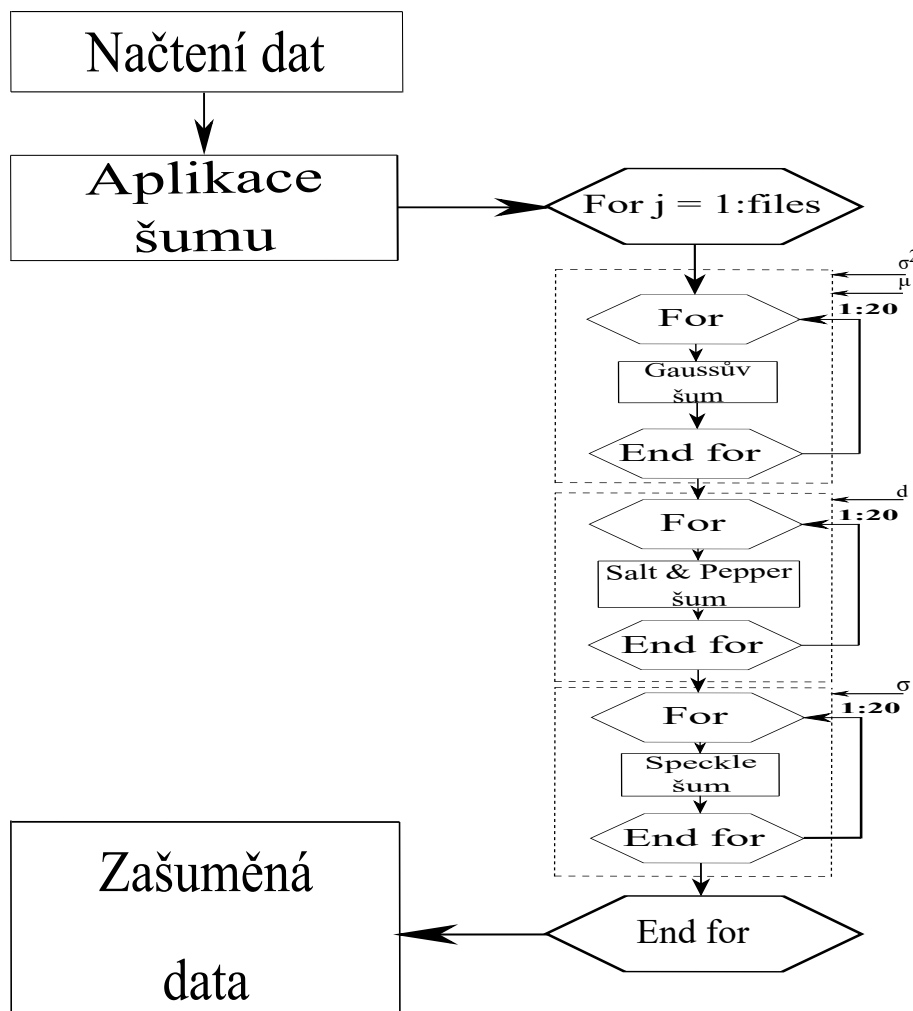 Načtení dat
Aplikace
šumu
For j = 1:files
σ²
μ
1:20
For
Gaussův
šum
End for
d
1:20
For
Salt & Pepper
šum
End for
σ
1:20
For
Speckle
šum
End for
Zašuměná
data
End for